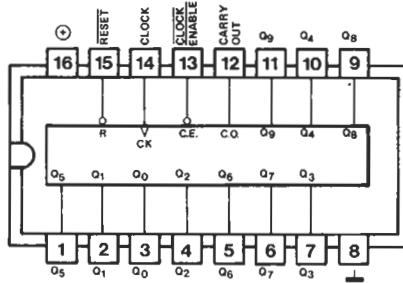 RESET CLOCK CLOCK ENABLE CARRY OUT Q9 Q4 Q8
16 15 14 13 12 11 10 9
R CK C.E. C.O. Q9 Q4 Q8
Q5 Q1 Q0 Q2 Q6 Q7 Q3
1 2 3 4 5 6 7 8
Q5 Q1 Q0 Q2 Q6 Q7 Q3